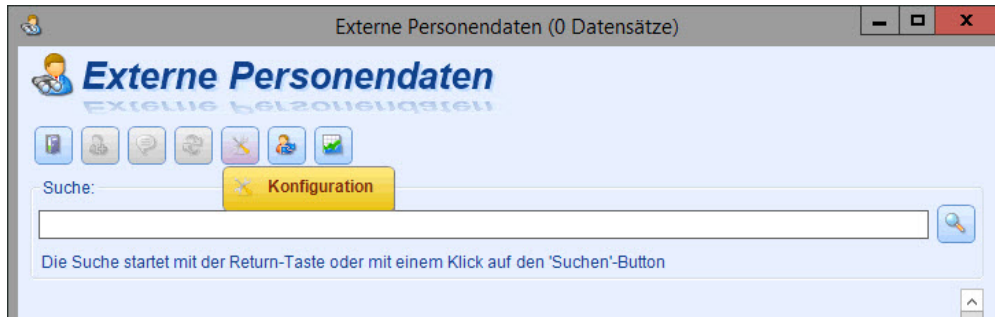 Externe Personendaten (0 Datensätze)
Externe Personendaten
Konfiguration
Suche:
Die Suche startet mit der Return-Taste oder mit einem Klick auf den 'Suchen'-Button